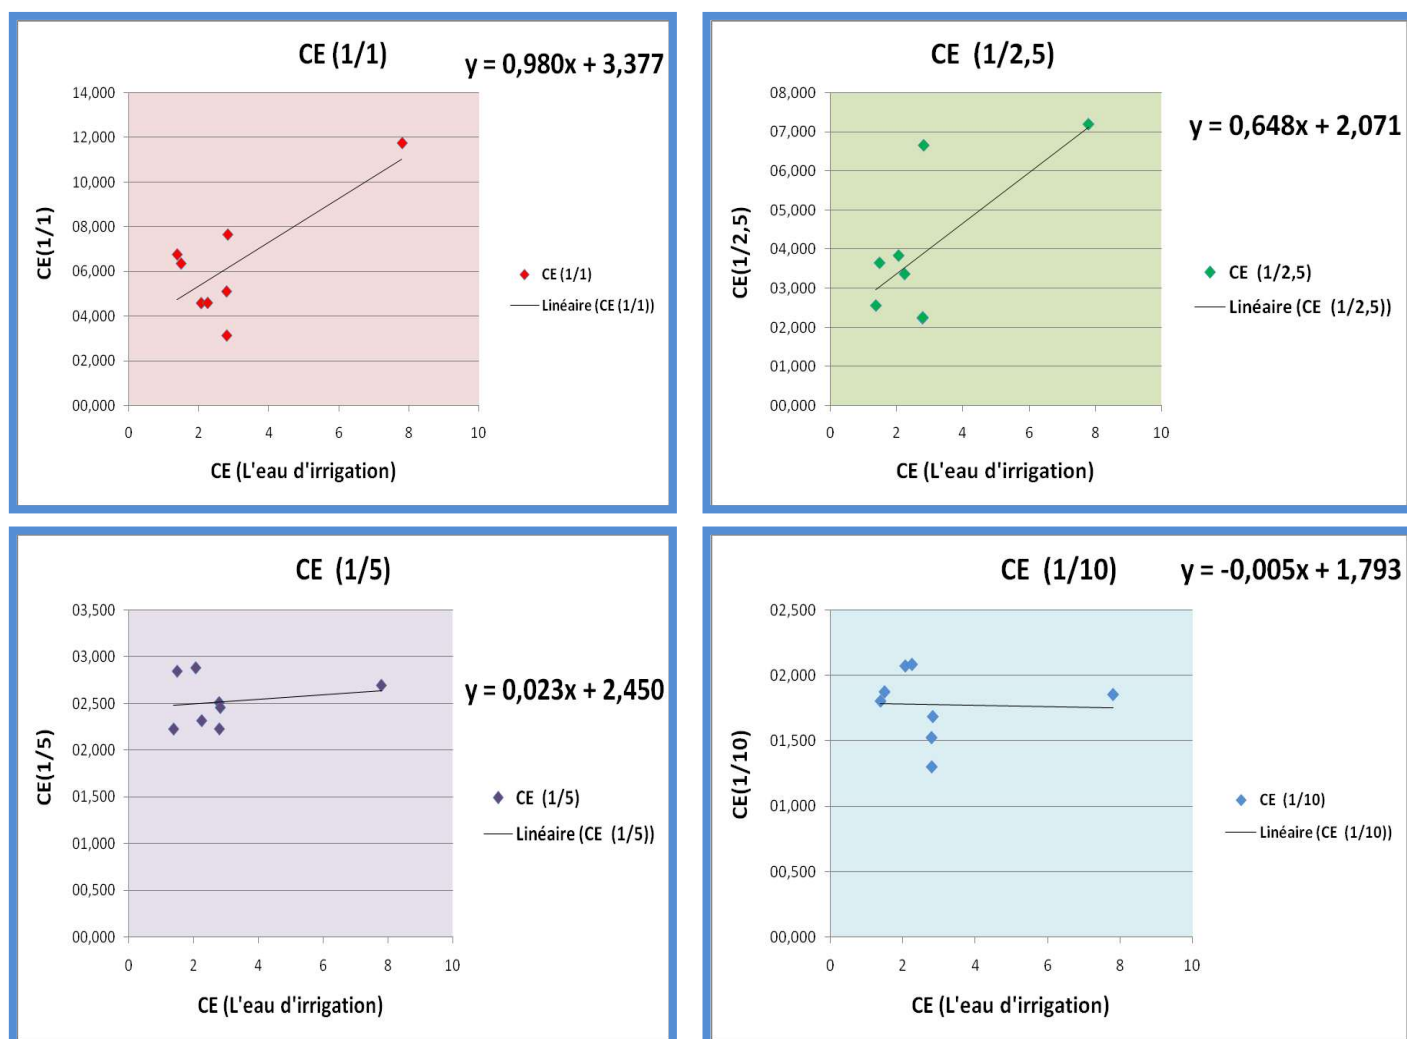 CE (1/1)
y = 0,980x + 3,377
14,000
12,000
10,000
08,000
06,000
04,000
02,000
00,000
0 2 4 6 8 10
CE(1/1)
CE (L'eau d'irrigation)
CE (1/1)
Linéaire (CE (1/1))
CE (1/2,5)
y = 0,648x + 2,071
08,000
07,000
06,000
05,000
04,000
03,000
02,000
01,000
00,000
0 2 4 6 8 10
CE(1/2,5)
CE (L'eau d'irrigation)
CE (1/2,5)
Linéaire (CE (1/2,5))
CE (1/5)
y = 0,023x + 2,450
03,500
03,000
02,500
02,000
01,500
01,000
00,500
00,000
0 2 4 6 8 10
CE(1/5)
CE (L'eau d'irrigation)
CE (1/5)
Linéaire (CE (1/5))
CE (1/10)
y = -0,005x + 1,793
02,500
02,000
01,500
01,000
00,500
00,000
0 2 4 6 8 10
CE(1/10)
CE (L'eau d'irrigation)
CE (1/10)
Linéaire (CE (1/10))